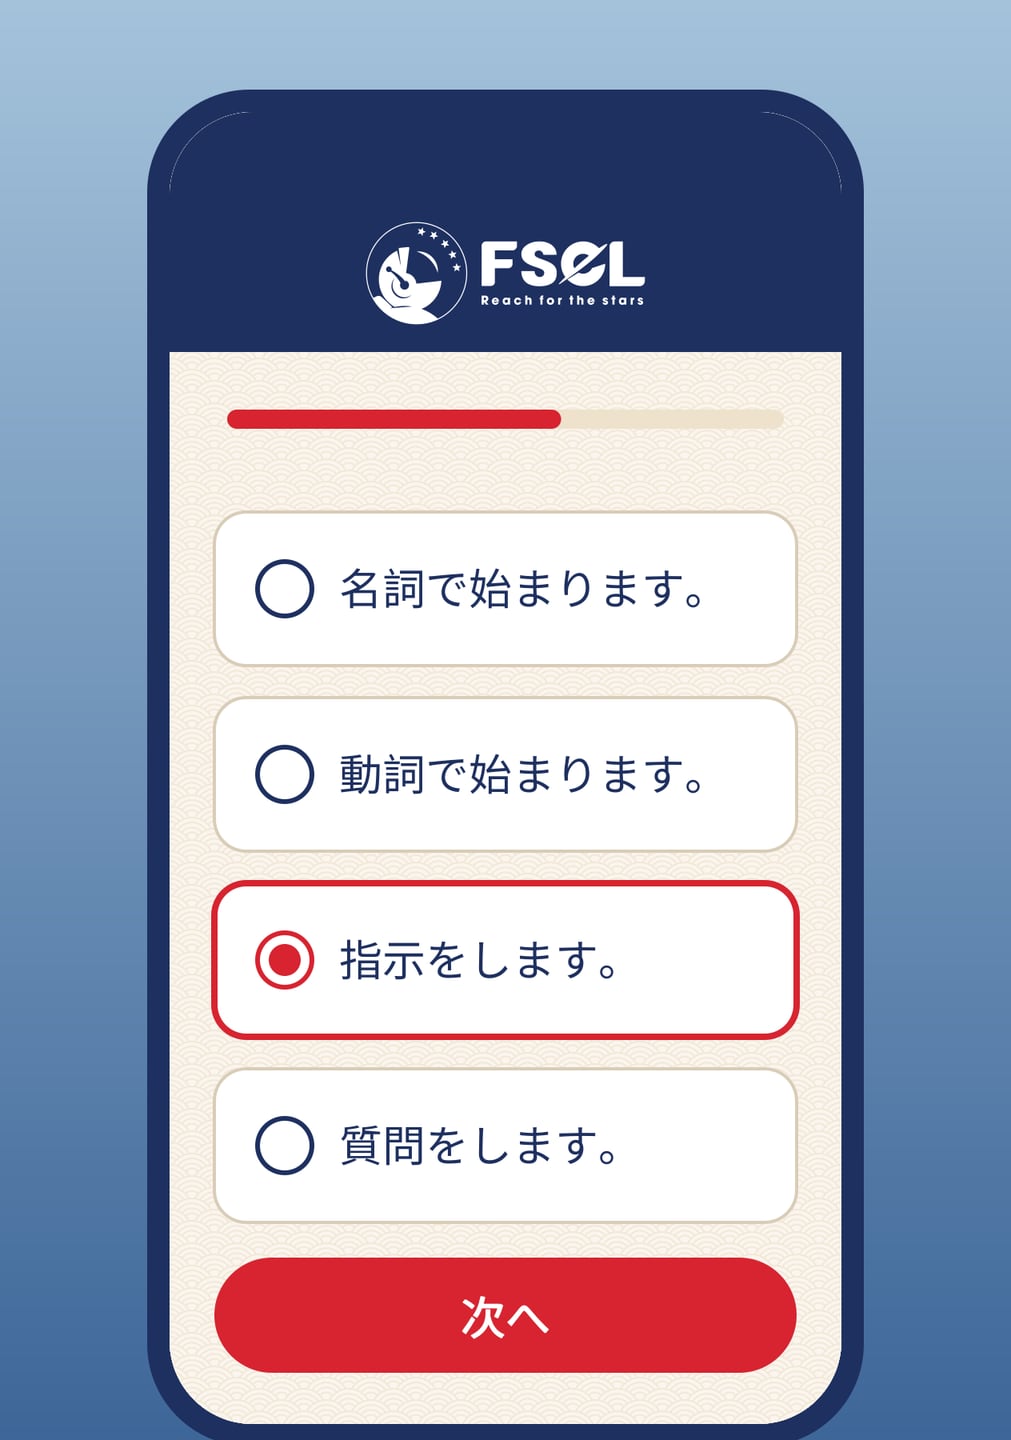 FSEL
Reach for the stars
名詞で始まります。
動詞で始まります。
指示をします。
質問をします。
次へ